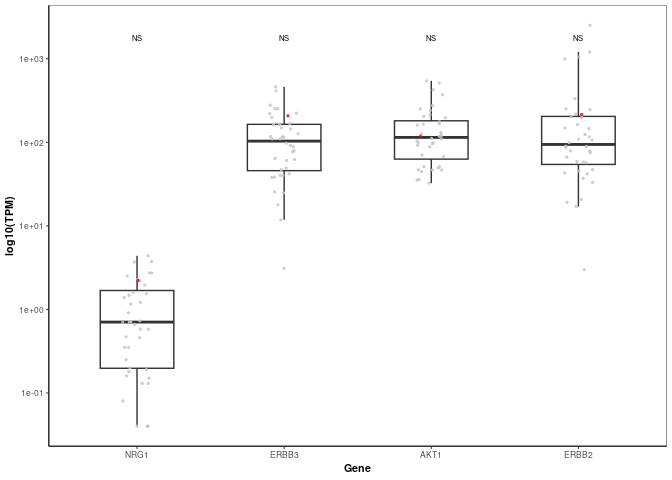 NS NS NS NS
1e+03
1e+02
1e+01
1e+00
1e-01
log10(TPM)
NRG1 ERBB3 AKT1 ERBB2
Gene